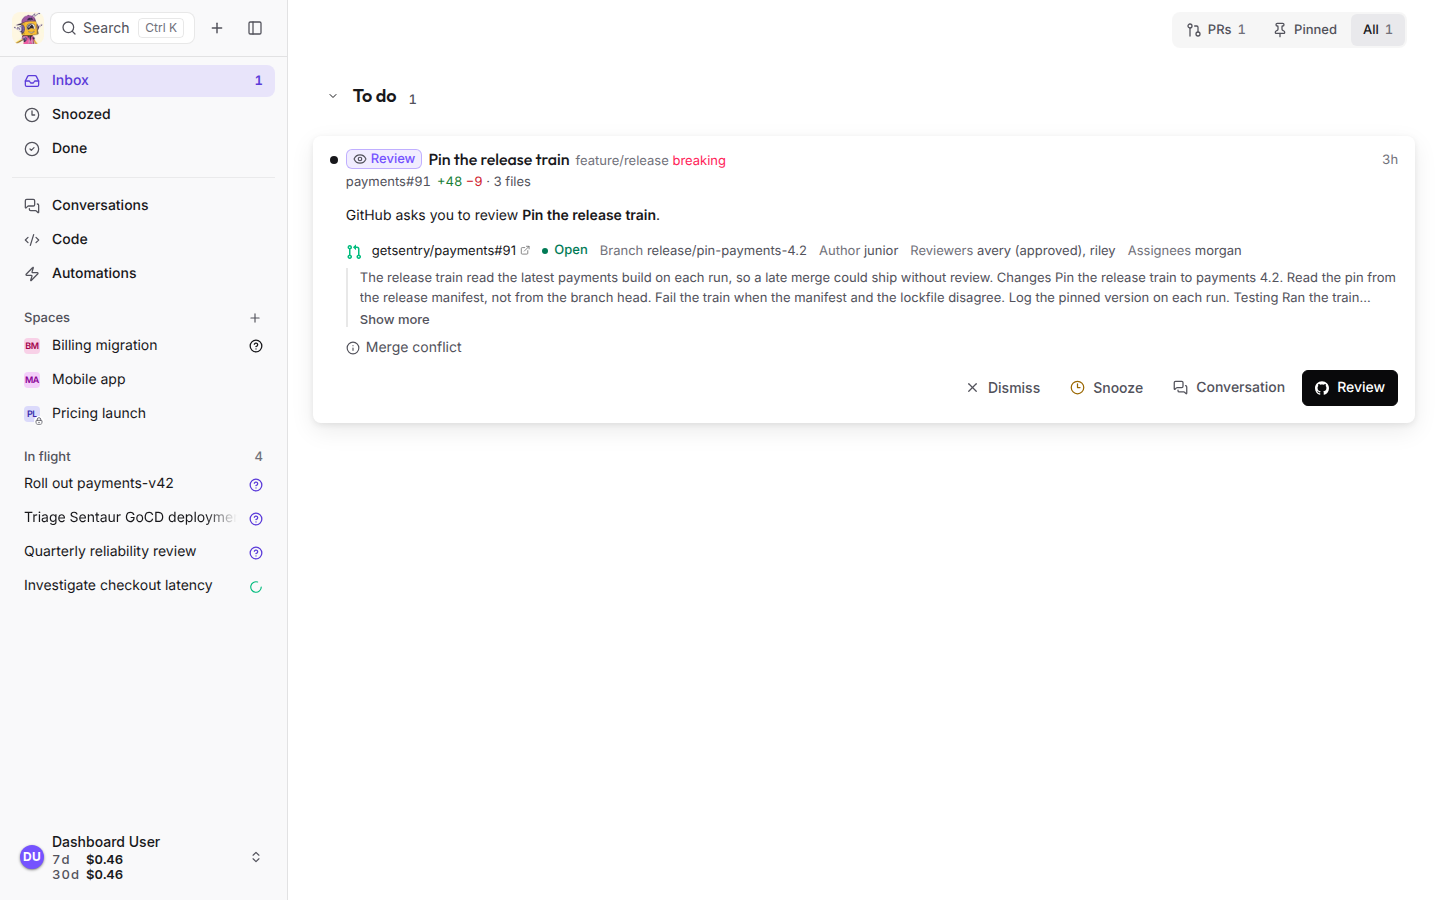 Search Ctrl K
Inbox 1
Snoozed
Done
Conversations
Code
Automations
Spaces
BM Billing migration
MA Mobile app
PL Pricing launch
In flight 4
Roll out payments-v42
Triage Sentaur GoCD deployme
Quarterly reliability review
Investigate checkout latency
DU Dashboard User
7d $0.46
30d $0.46
PRs 1 Pinned All 1
To do 1
Review Pin the release train feature/release breaking 3h
payments#91 +48 −9 · 3 files
GitHub asks you to review Pin the release train.
getsentry/payments#91 Open Branch release/pin-payments-4.2 Author junior Reviewers avery (approved), riley Assignees morgan
The release train read the latest payments build on each run, so a late merge could ship without review. Changes Pin the release train to payments 4.2. Read the pin from
the release manifest, not from the branch head. Fail the train when the manifest and the lockfile disagree. Log the pinned version on each run. Testing Ran the train...
Show more
Merge conflict
Dismiss Snooze Conversation Review